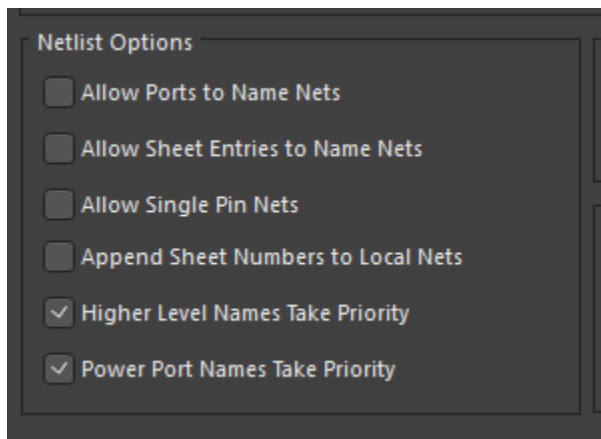 Netlist Options
Allow Ports to Name Nets
Allow Sheet Entries to Name Nets
Allow Single Pin Nets
Append Sheet Numbers to Local Nets
Higher Level Names Take Priority
Power Port Names Take Priority